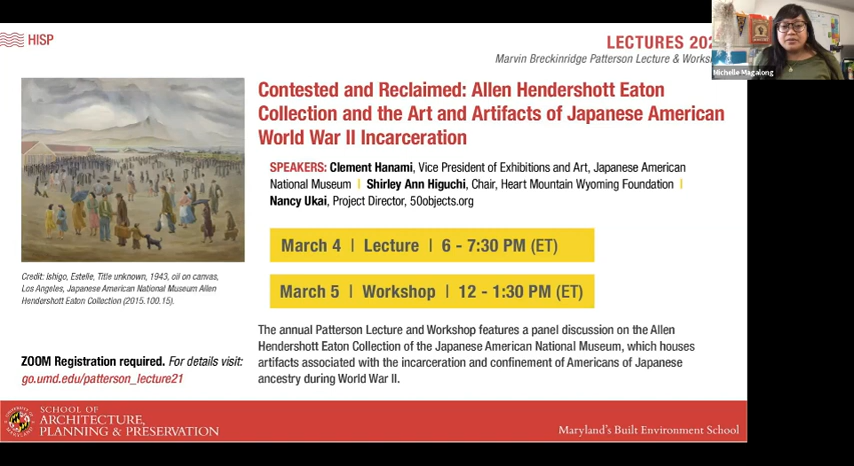 HISP
LECTURES 202
Marvin Breckinridge Patterson Lecture & Works
Michelle Magalong
Contested and Reclaimed: Allen Hendershott Eaton
Collection and the Art and Artifacts of Japanese American
World War II Incarceration
SPEAKERS: Clement Hanami, Vice President of Exhibitions and Art, Japanese American
National Museum | Shirley Ann Higuchi, Chair, Heart Mountain Wyoming Foundation |
Nancy Ukai, Project Director, 50objects.org
March 4 | Lecture | 6 - 7:30 PM (ET)
March 5 | Workshop | 12 - 1:30 PM (ET)
Credit: Ishigo, Estelle, Title unknown, 1943, oil on canvas,
Los Angeles, Japanese American National Museum Allen
Hendershott Eaton Collection (2015.100.15).
The annual Patterson Lecture and Workshop features a panel discussion on the Allen
Hendershott Eaton Collection of the Japanese American National Museum, which houses
artifacts associated with the incarceration and confinement of Americans of Japanese
ancestry during World War II.
ZOOM Registration required. For details visit:
go.umd.edu/patterson_lecture21
SCHOOL OF
ARCHITECTURE,
PLANNING & PRESERVATION
Maryland's Built Environment School